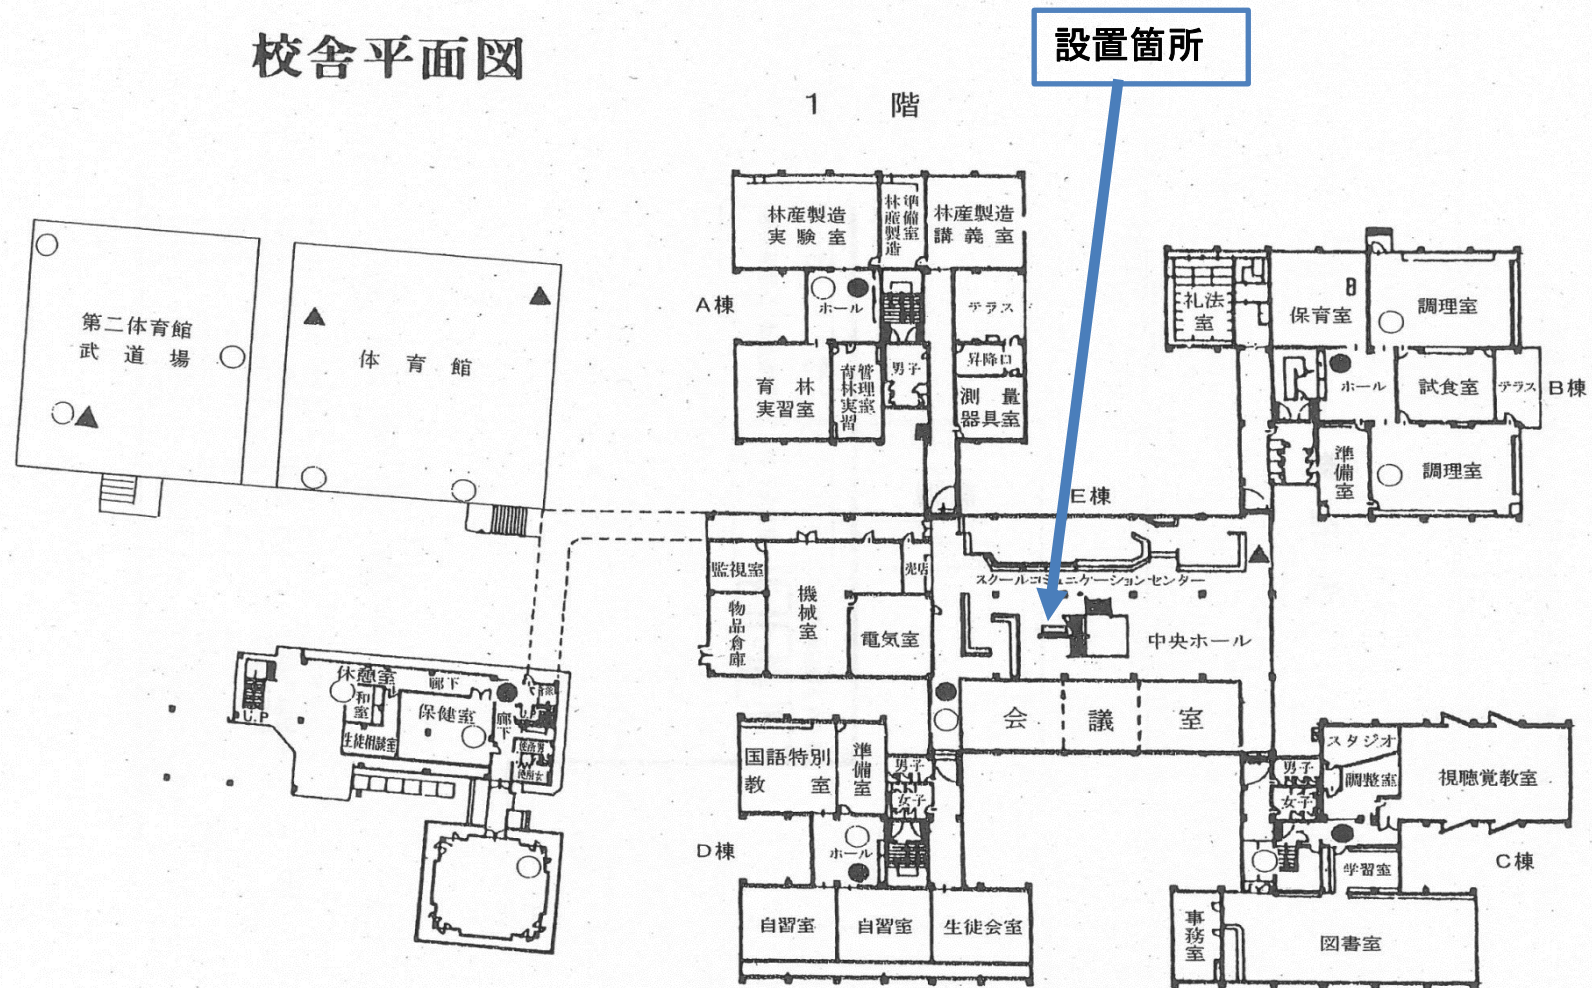 校舎平面図
設置箇所
1 階
林産製造
実験室
林産製造
準備室
林産製造
講義室
A棟
ホール
テラス
昇降口
育林
実習室
育林実習
管理室
男子
測量
器具室
第二体育館
武道場
体育館
礼法
室
保育室
調理室
ホール
試食室
テラス
B棟
準備室
調理室
E棟
監視室
機械室
売店
物品倉庫
電気室
スクールコミュニケーションセンター
中央ホール
会議室
休憩室
廊下
和室
保健室
廊下
生徒相談室
U.P
国語特別
教室
準備室
男子
女子
D棟
ホール
自習室
自習室
生徒会室
スタジオ
調整室
視聴覚教室
男子
女子
学習室
C棟
事務室
図書室